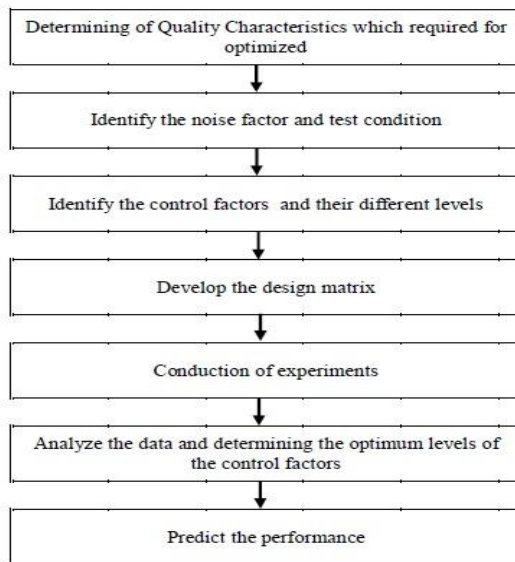 Determining of Quality Characteristics which required for
optimized
Identify the noise factor and test condition
Identify the control factors and their different levels
Develop the design matrix
Conduction of experiments
Analyze the data and determining the optimum levels of
the control factors
Predict the performance